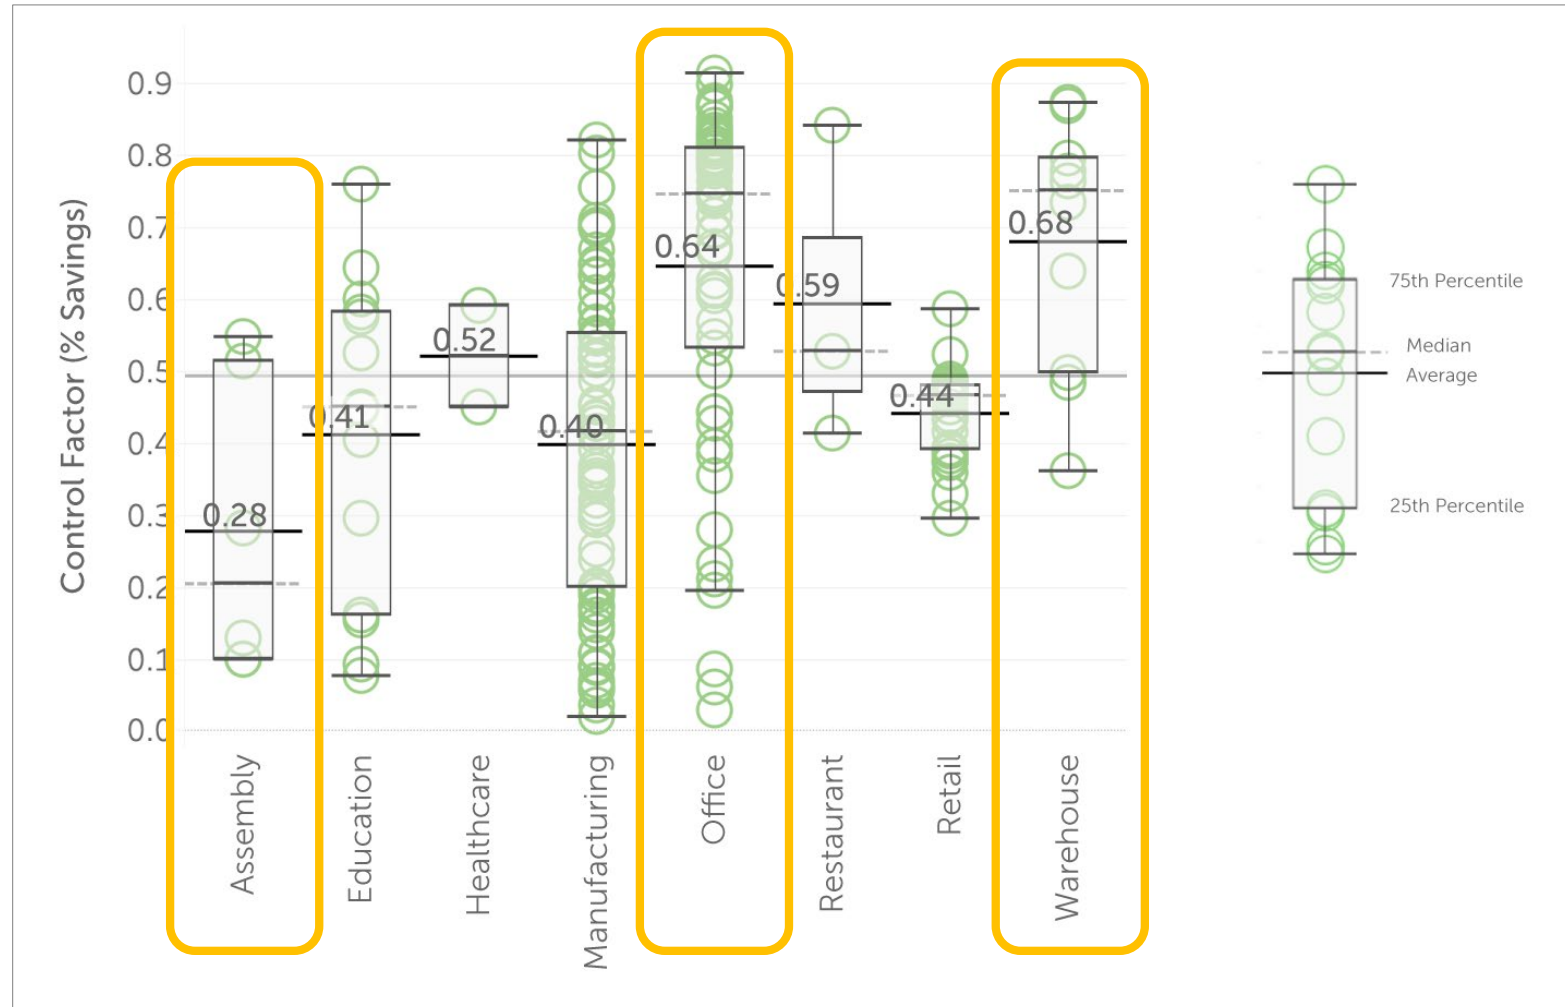 Control Factor (% Savings)
0.9
0.8
0.7
0.6
0.5
0.4
0.3
0.2
0.1
0.0
0.28
0.41
0.52
0.40
0.64
0.59
0.44
0.68
Assembly
Education
Healthcare
Manufacturing
Office
Restaurant
Retail
Warehouse
75th Percentile
Median
Average
25th Percentile